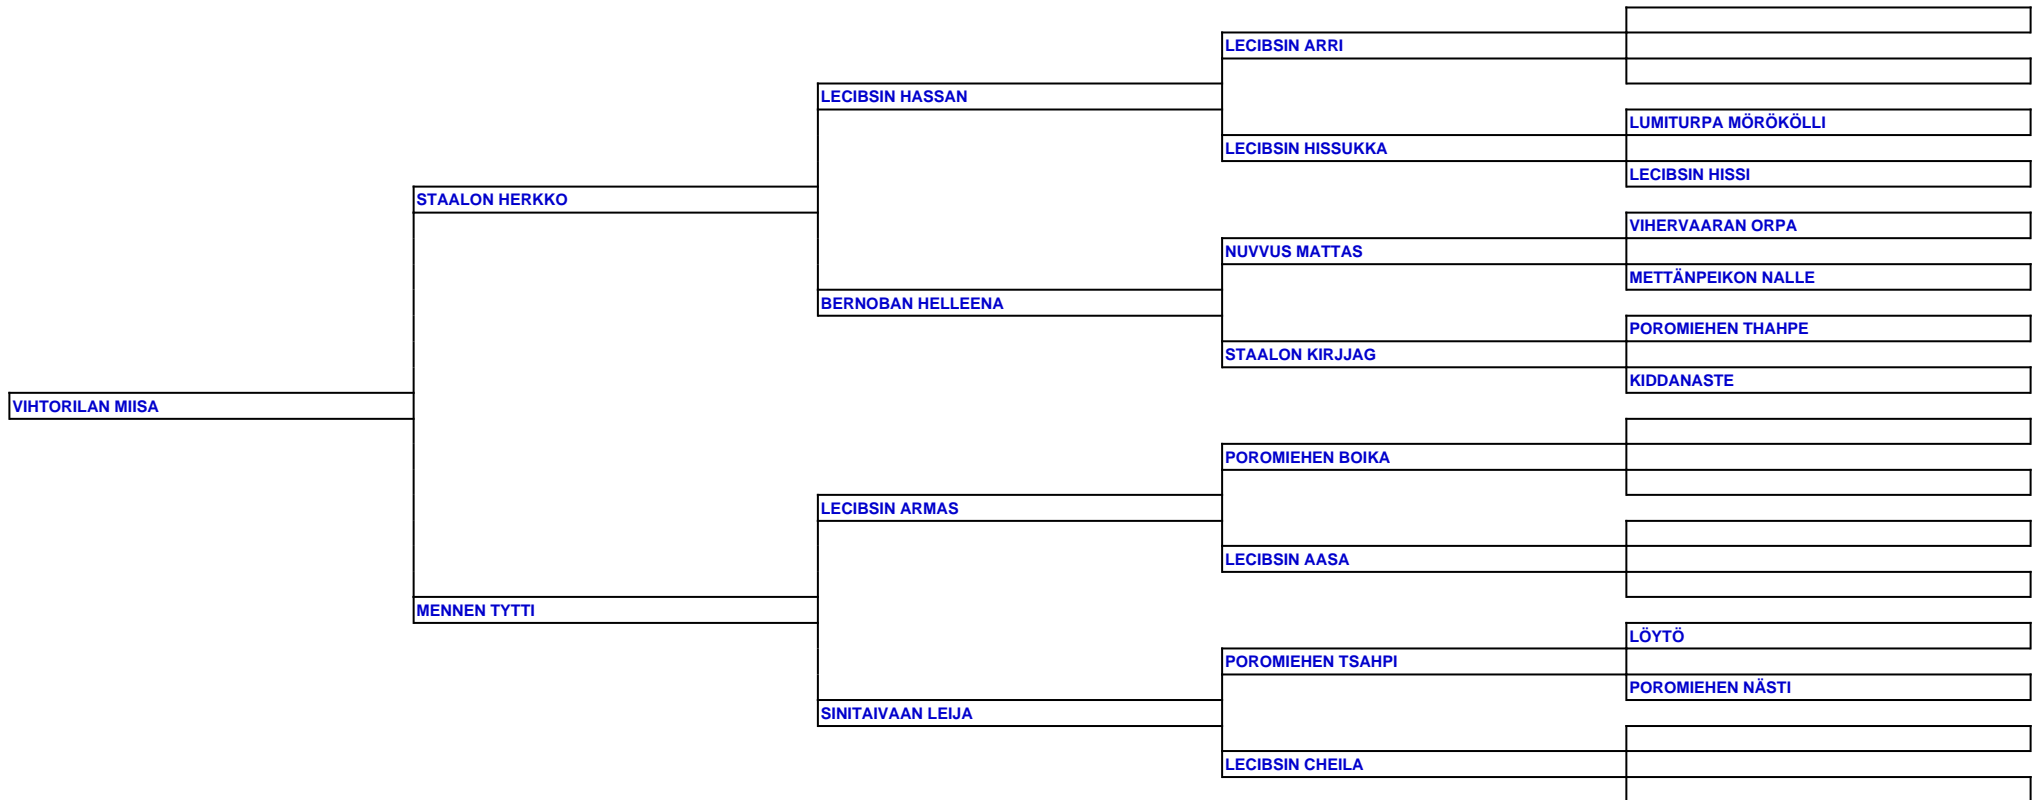 LECIBSIN ARRI
LECIBSIN HASSAN
LUMITURPA MÖRÖKÖLLI
LECIBSIN HISSUKKA
LECIBSIN HISSI
STAALON HERKKO
VIHERVAARAN ORPA
NUVVUS MATTAS
METTÄNPEIKON NALLE
BERNOBAN HELLEENA
POROMIEHEN THAHPE
STAALON KIRJJAG
KIDDANASTE
VIHTORILAN MIISA
POROMIEHEN BOIKA
LECIBSIN ARMAS
LECIBSIN AASA
MENNEN TYTTI
LÖYTÖ
POROMIEHEN TSAHPI
POROMIEHEN NÄSTI
SINITAIVAAN LEIJA
LECIBSIN CHEILA